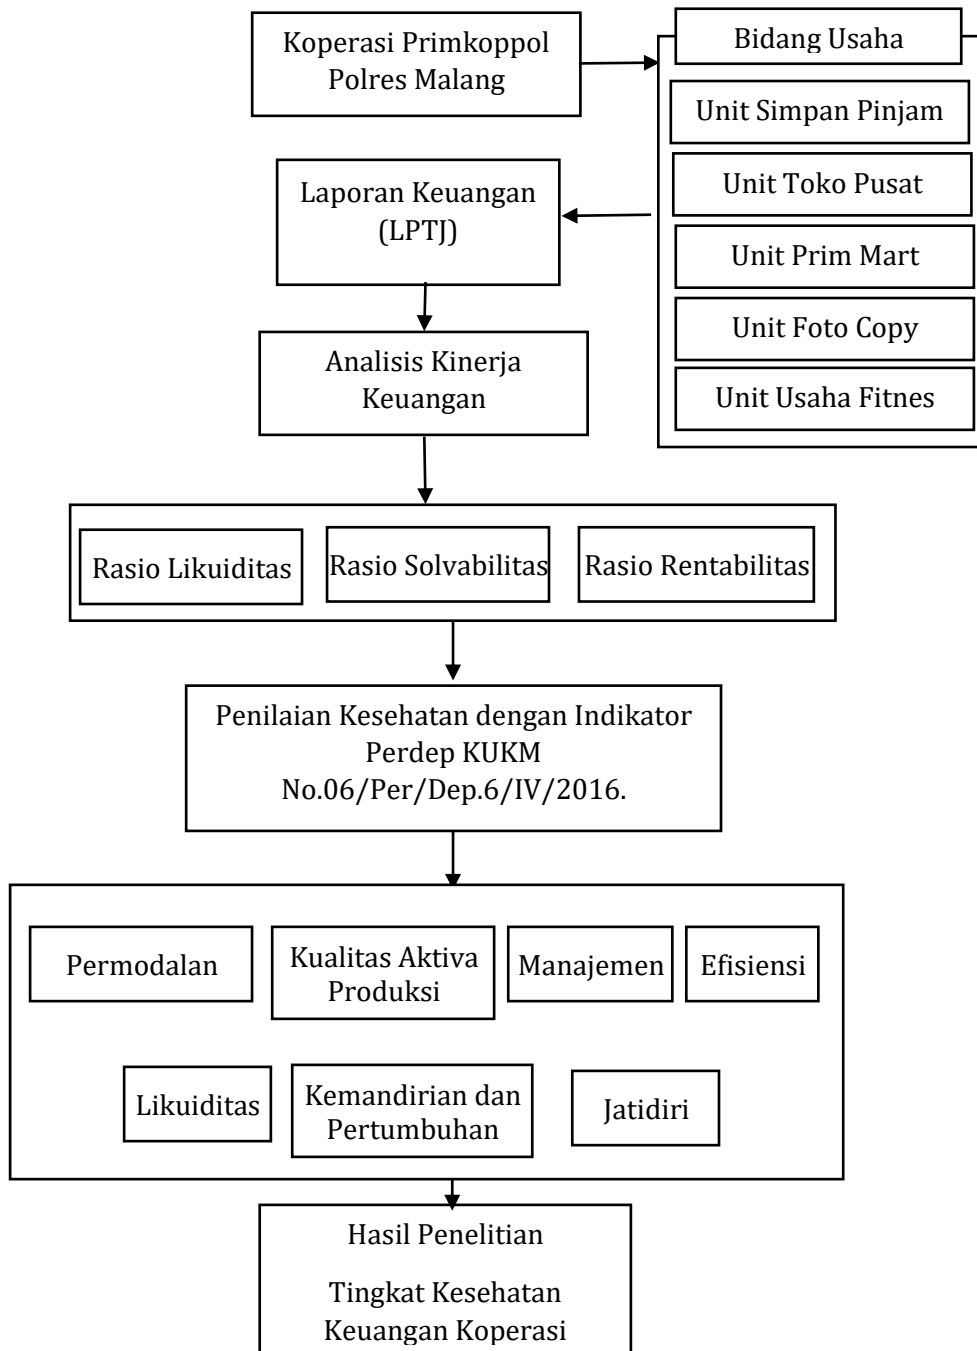 Koperasi Primkoppol
Polres Malang
Bidang Usaha
Unit Simpan Pinjam
Unit Toko Pusat
Unit Prim Mart
Unit Foto Copy
Unit Usaha Fitnes
Laporan Keuangan
(LPTJ)
Analisis Kinerja
Keuangan
Rasio Likuiditas
Rasio Solvabilitas
Rasio Rentabilitas
Penilaian Kesehatan dengan Indikator
Perdep KUKM
No.06/Per/Dep.6/IV/2016.
Permodalan
Kualitas Aktiva
Produksi
Manajemen
Efisiensi
Likuiditas
Kemandirian dan
Pertumbuhan
Jatidiri
Hasil Penelitian
Tingkat Kesehatan
Keuangan Koperasi